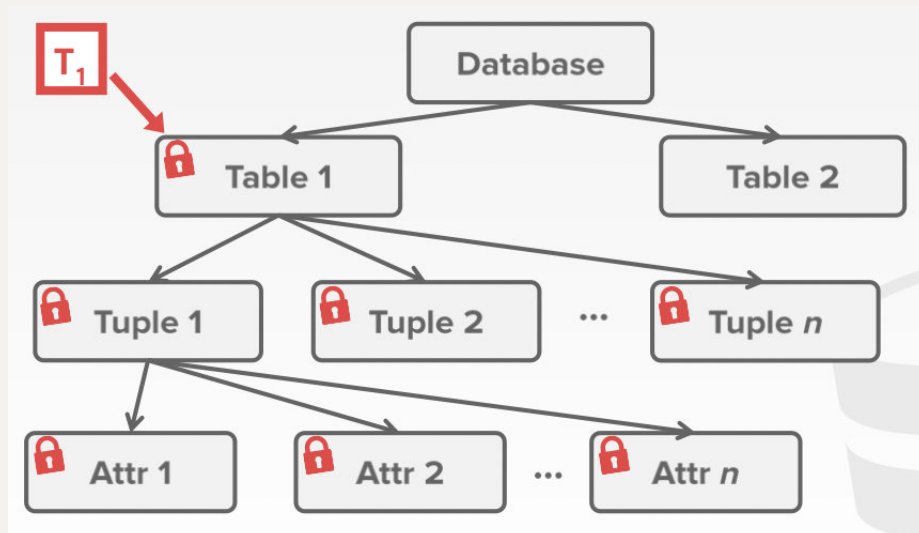 T1
Database
Table 1
Table 2
Tuple 1
Tuple 2
...
Tuple n
Attr 1
Attr 2
...
Attr n